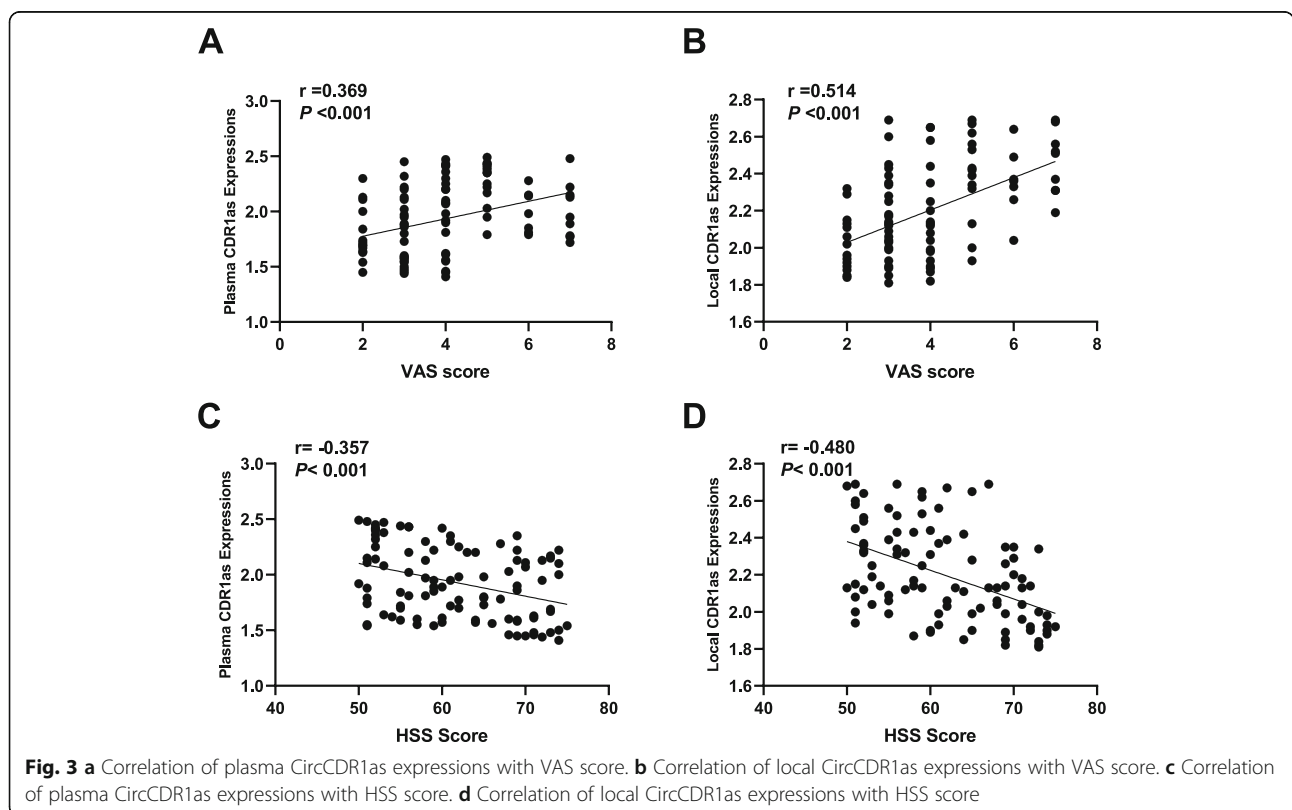 A
r =0.369
P <0.001
Plasma CDR1as Expressions
3.0
2.5
2.0
1.5
1.0
0 2 4 6 8
VAS score
B
r =0.514
P <0.001
Local CDR1as Expressions
2.8
2.6
2.4
2.2
2.0
1.8
1.6
0 2 4 6 8
VAS score
C
r= -0.357
P< 0.001
Plasma CDR1as Expressions
3.0
2.5
2.0
1.5
1.0
40 50 60 70 80
HSS Score
D
r= -0.480
P< 0.001
Local CDR1as Expressions
2.8
2.6
2.4
2.2
2.0
1.8
1.6
40 50 60 70 80
HSS Score
Fig. 3 a Correlation of plasma CircCDR1as expressions with VAS score. b Correlation of local CircCDR1as expressions with VAS score. c Correlation
of plasma CircCDR1as expressions with HSS score. d Correlation of local CircCDR1as expressions with HSS score